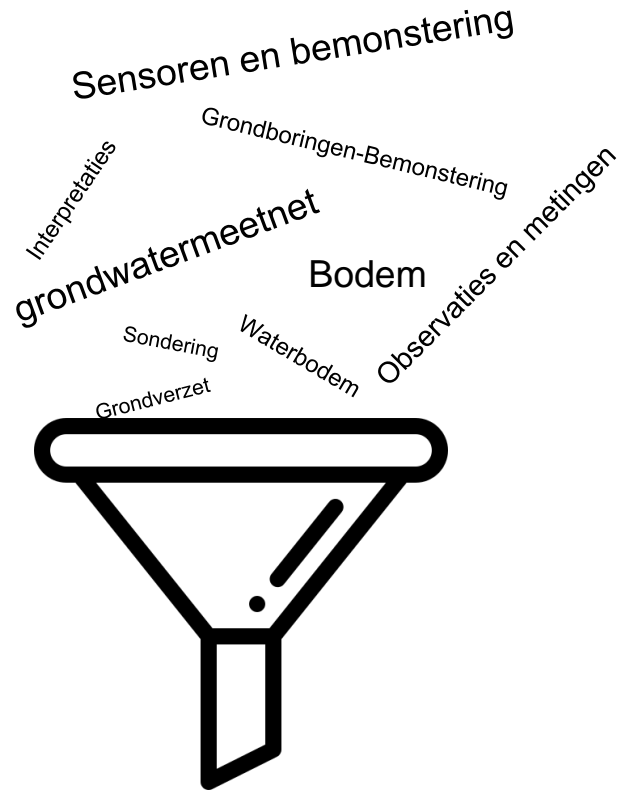 Sensoren en bemonstering
Grondboringen-Bemonstering
Interpretaties
Observaties en metingen
grondwatermeetnet
Bodem
Sondering
Waterbodem
Grondverzet